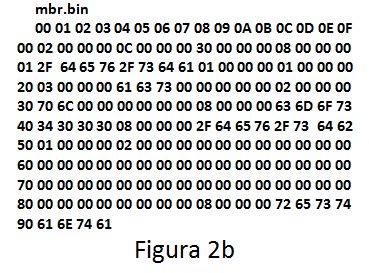 mbr.bin
00 01 02 03 04 05 06 07 08 09 0A 0B 0C 0D 0E 0F
00 02 00 00 00 0C 00 00 00 30 00 00 00 08 00 00 00
01 2F 64 65 76 2F 73 64 61 01 00 00 00 01 00 00 00
20 03 00 00 00 61 63 73 00 00 00 00 00 02 00 00 00
30 70 6C 00 00 00 00 00 00 08 00 00 00 63 6D 6F 73
40 34 30 30 30 08 00 00 00 2F 64 65 76 2F 73 64 62
50 01 00 00 00 02 00 00 00 00 00 00 00 00 00 00 00
60 00 00 00 00 00 00 00 00 00 00 00 00 00 00 00 00
70 00 00 00 00 00 00 00 00 00 00 00 00 00 00 00 00
80 00 00 00 00 00 00 00 00 08 00 00 00 72 65 73 74
90 61 6E 74 61
Figura 2b